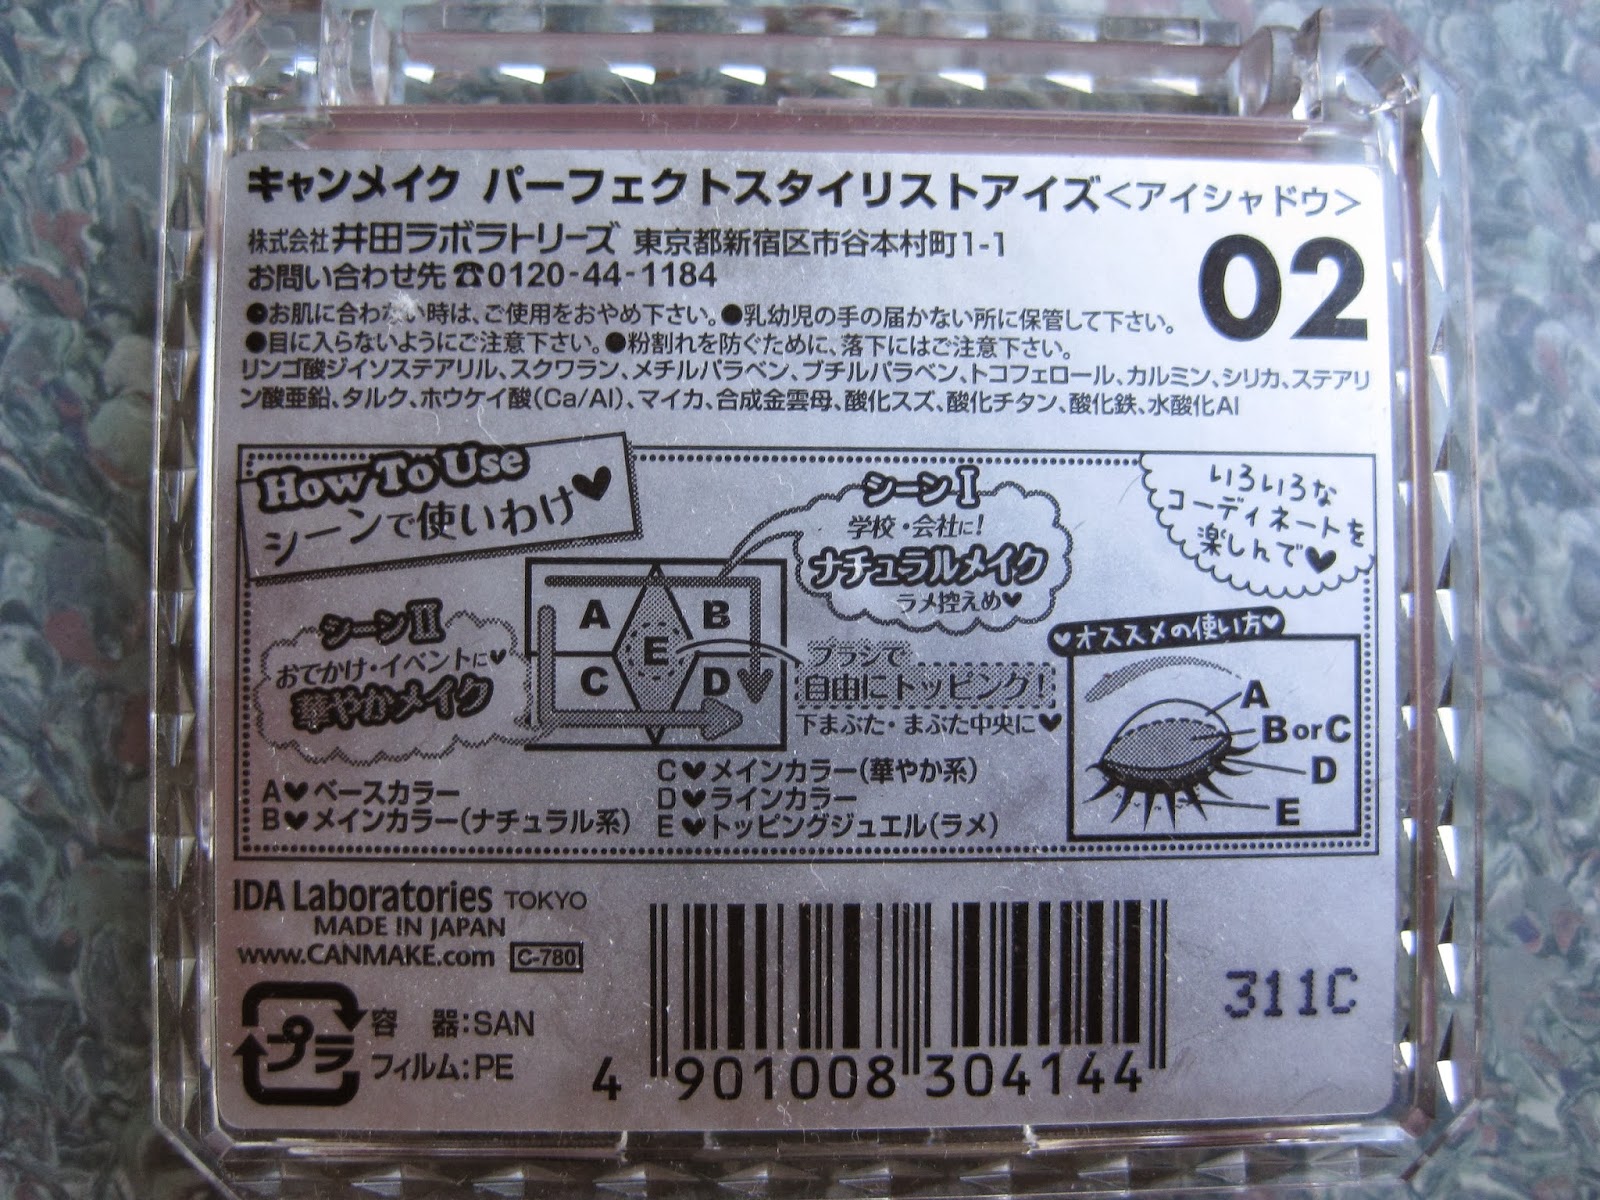 キャンメイク パーフェクトスタイリストアイズ<アイシャドウ>
株式会社井田ラボラトリーズ 東京都新宿区市谷本村町1-1
お問い合わせ先☎0120-44-1184
02
●お肌に合わない時は、ご使用をおやめ下さい。●乳幼児の手の届かない所に保管して下さい。
●目に入らないようにご注意下さい。●粉割れを防ぐために、落下にはご注意下さい。
リンゴ酸ジイソステアリル、スクワラン、メチルパラベン、ブチルパラベン、トコフェロール、カルミン、シリカ、ステアリ
ン酸亜鉛、タルク、ホウケイ酸(Ca/Al)、マイカ、合成金雲母、酸化スズ、酸化チタン、酸化鉄、水酸化Al
How To Use
シーンで使いわけ♥
シーンI
学校・会社に!
ナチュラルメイク
ラメ控えめ♥
いろいろな
コーディネートを
楽しんで♥
シーンII
おでかけ・イベントに♥
華やかメイク
A
B
E
C
D
ブラシで
自由にトッピング!
下まぶた・まぶた中央に♥
♥オススメの使い方♥
A
B or C
D
E
A♥ベースカラー
B♥メインカラー(ナチュラル系)
C♥メインカラー(華やか系)
D♥ラインカラー
E♥トッピングジュエル(ラメ)
IDA Laboratories TOKYO
MADE IN JAPAN
www.CANMAKE.com C-780
プラ
容 器:SAN
フィルム:PE
4 901008 304144
311C